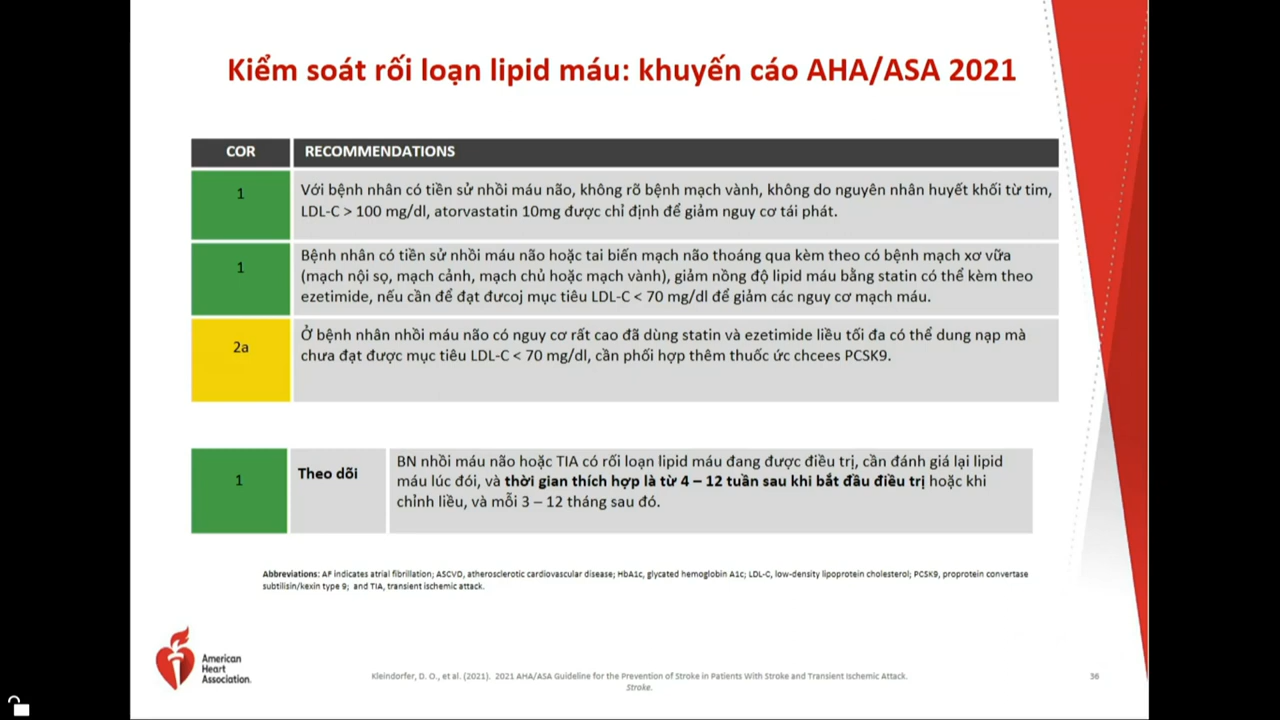 Kiểm soát rối loạn lipid máu: khuyến cáo AHA/ASA 2021
COR
RECOMMENDATIONS
1
Với bệnh nhân có tiền sử nhồi máu não, không rõ bệnh mạch vành, không do nguyên nhân huyết khối từ tim,
LDL-C > 100 mg/dl, atorvastatin 10mg được chỉ định để giảm nguy cơ tái phát.
1
Bệnh nhân có tiền sử nhồi máu não hoặc tai biến mạch não thoáng qua kèm theo có bệnh mạch xơ vữa
(mạch nội sọ, mạch cảnh, mạch chủ hoặc mạch vành), giảm nồng độ lipid máu bằng statin có thể kèm theo
ezetimide, nếu cần để đạt đưcoj mục tiêu LDL-C < 70 mg/dl để giảm các nguy cơ mạch máu.
2a
Ở bệnh nhân nhồi máu não có nguy cơ rất cao đã dùng statin và ezetimide liều tối đa có thể dung nạp mà
chưa đạt được mục tiêu LDL-C < 70 mg/dl, cần phối hợp thêm thuốc ức chcees PCSK9.
1
Theo dõi
BN nhồi máu não hoặc TIA có rối loạn lipid máu đang được điều trị, cần đánh giá lại lipid
máu lúc đói, và thời gian thích hợp là từ 4 – 12 tuần sau khi bắt đầu điều trị hoặc khi
chỉnh liều, và mỗi 3 – 12 tháng sau đó.
Abbreviations: AF indicates atrial fibrillation; ASCVD, atherosclerotic cardiovascular disease; HbA1c, glycated hemoglobin A1c; LDL-C, low-density lipoprotein cholesterol; PCSK9, proprotein convertase
subtilisin/kexin type 9; and TIA, transient ischemic attack.
American
Heart
Association.
Kleindorfer, D. O., et al. (2021). 2021 AHA/ASA Guideline for the Prevention of Stroke in Patients With Stroke and Transient Ischemic Attack.
Stroke.
36